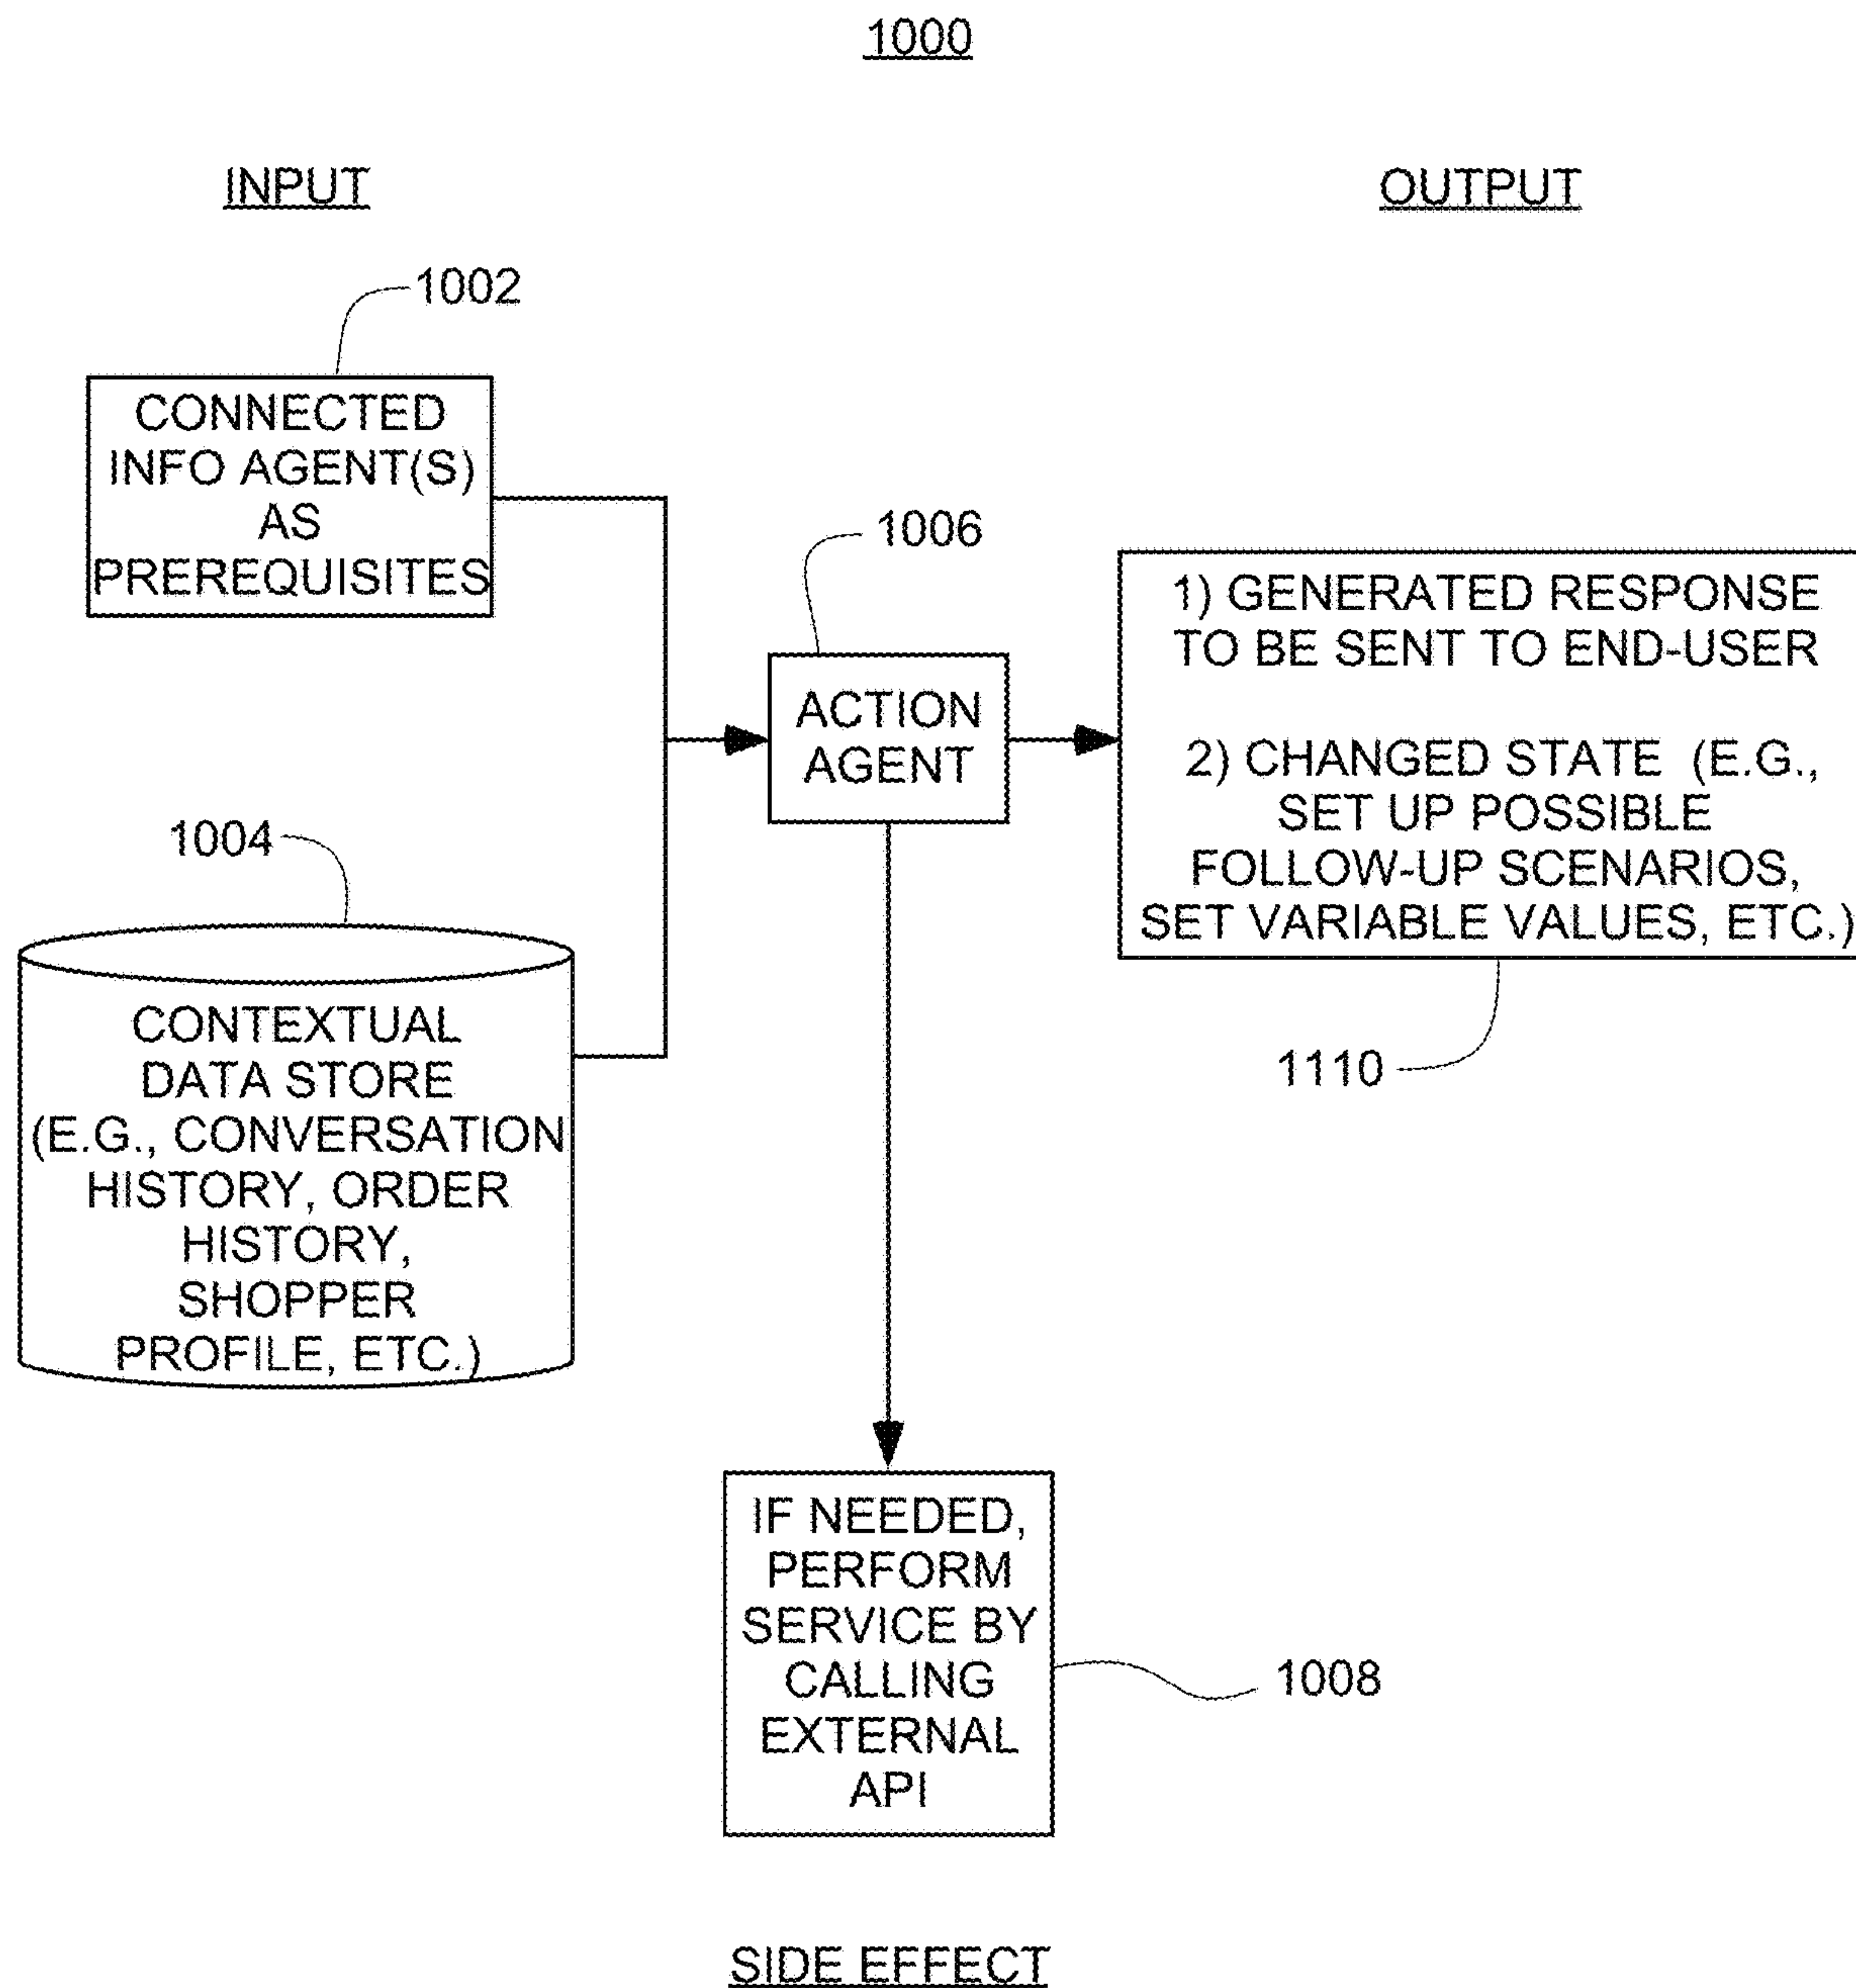 1000
INPUT
OUTPUT
1002
CONNECTED
INFO AGENT(S)
AS
PREREQUISITES
1004
CONTEXTUAL
DATA STORE
(E.G., CONVERSATION
HISTORY, ORDER
HISTORY,
SHOPPER
PROFILE, ETC.)
1006
ACTION
AGENT
1) GENERATED RESPONSE
TO BE SENT TO END-USER
2) CHANGED STATE (E.G.,
SET UP POSSIBLE
FOLLOW-UP SCENARIOS,
SET VARIABLE VALUES, ETC.)
1110
IF NEEDED,
PERFORM
SERVICE BY
CALLING
EXTERNAL
API
1008
SIDE EFFECT